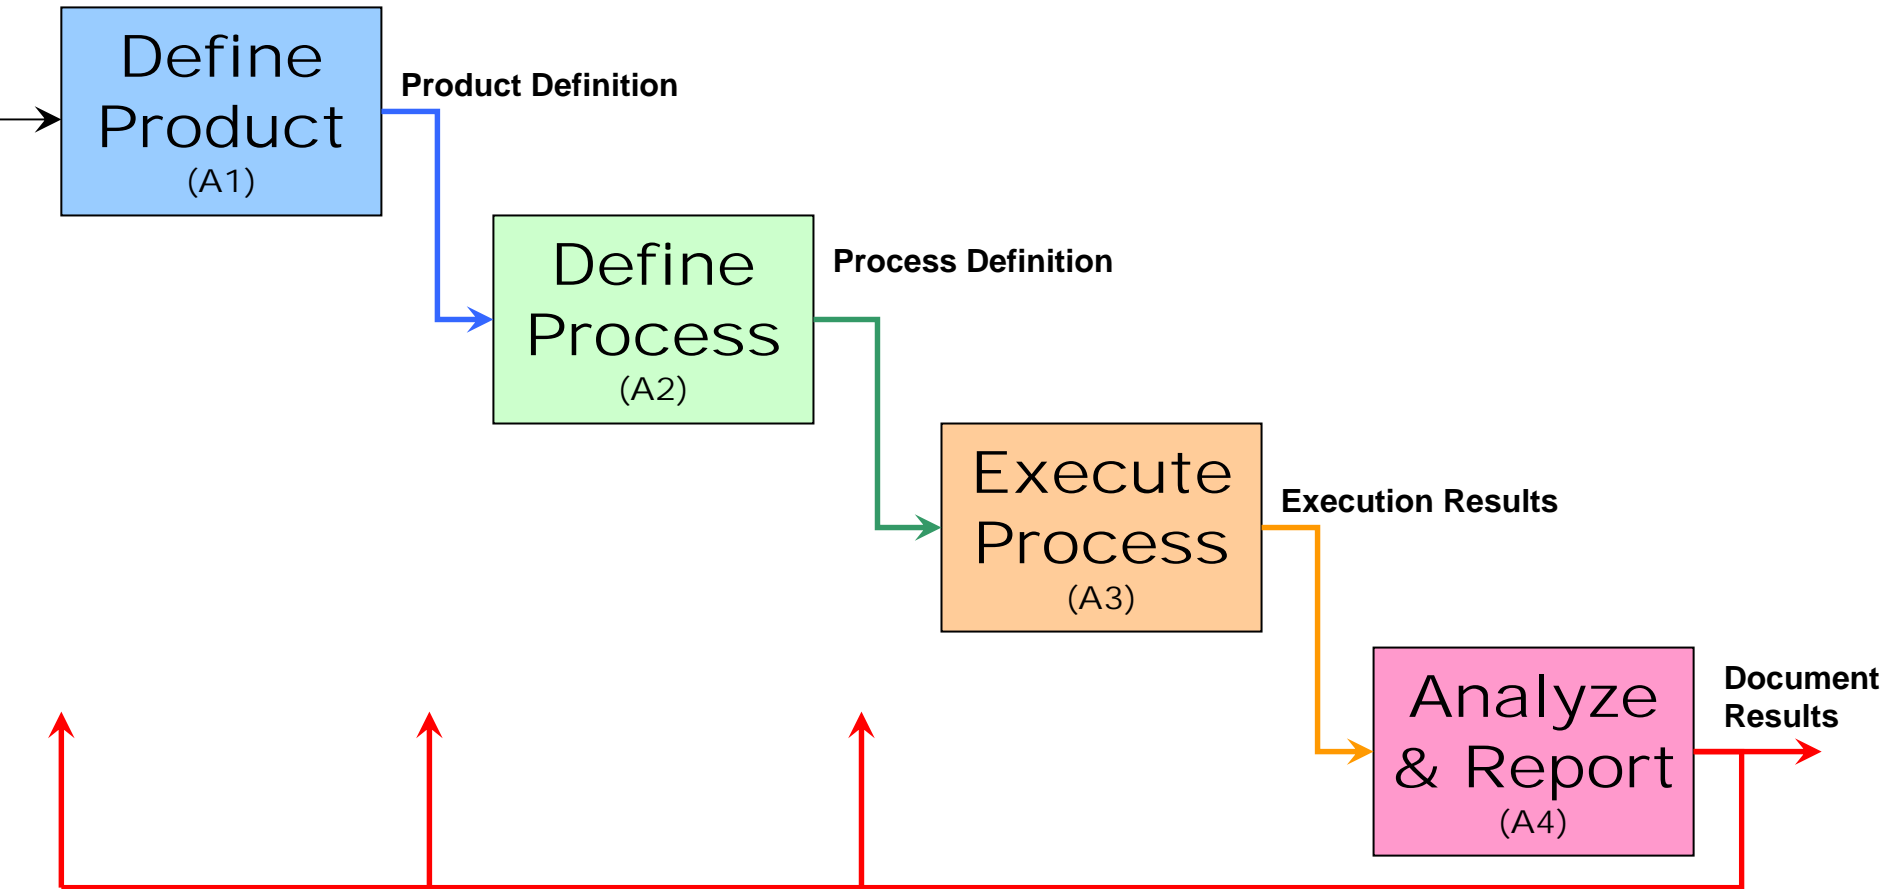 Define
Product
(A1)
Product Definition
Define
Process
(A2)
Process Definition
Execute
Process
(A3)
Execution Results
Analyze
& Report
(A4)
Document
Results